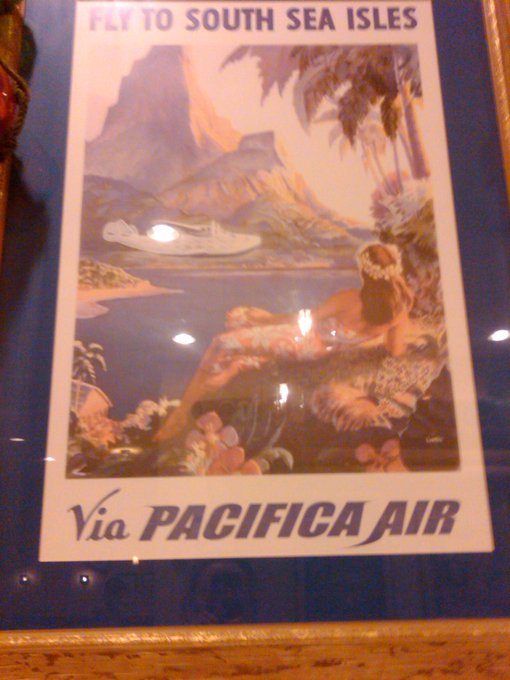 FLY TO SOUTH SEA ISLES
Via PACIFICA AIR